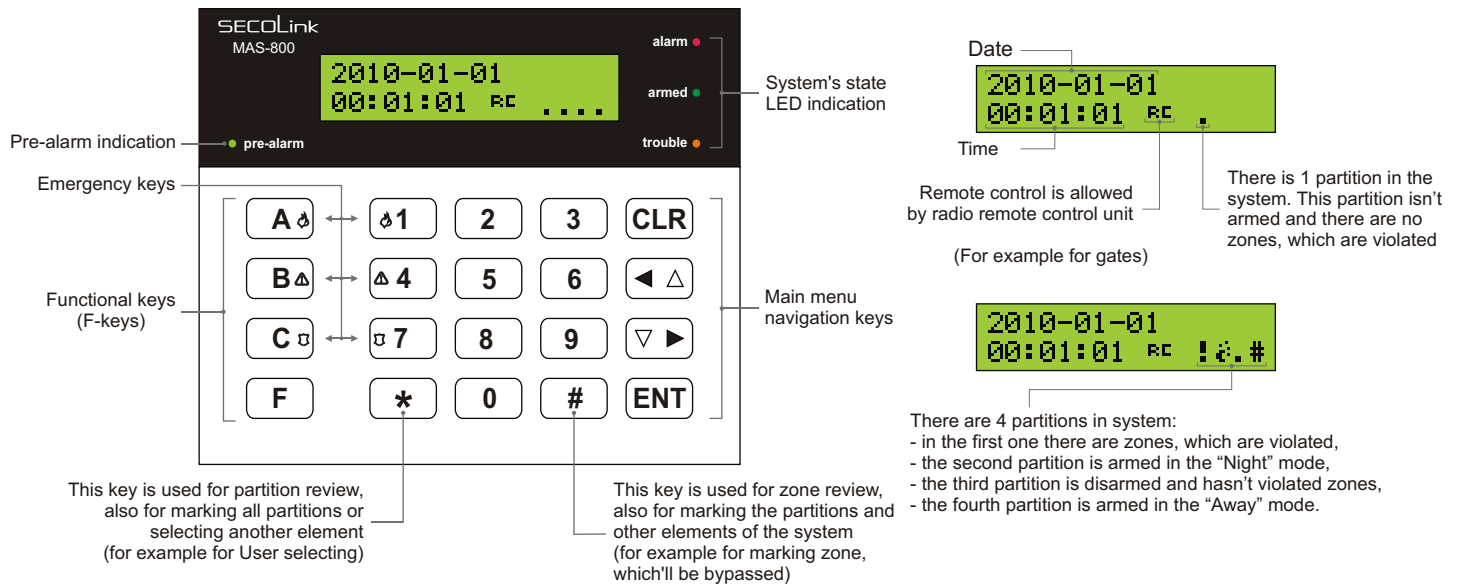 SECOLink
MAS-800
2010-01-01
00:01:01 RC ....
alarm
armed
trouble
pre-alarm
System's state
LED indication
Pre-alarm indication
Emergency keys
Functional keys
(F-keys)
A 1 2 3 CLR
B 4 5 6 ◀ △
C 7 8 9 ▽ ▶
F * 0 # ENT
Main menu
navigation keys
This key is used for partition review,
also for marking all partitions or
selecting another element
(for example for User selecting)
This key is used for zone review,
also for marking the partitions and
other elements of the system
(for example for marking zone,
which'll be bypassed)
Date
2010-01-01
00:01:01 RC .
Time
Remote control is allowed
by radio remote control unit
(For example for gates)
There is 1 partition in the
system. This partition isn't
armed and there are no
zones, which are violated
2010-01-01
00:01:01 RC ! .#
There are 4 partitions in system:
- in the first one there are zones, which are violated,
- the second partition is armed in the “Night” mode,
- the third partition is disarmed and hasn't violated zones,
- the fourth partition is armed in the “Away” mode.